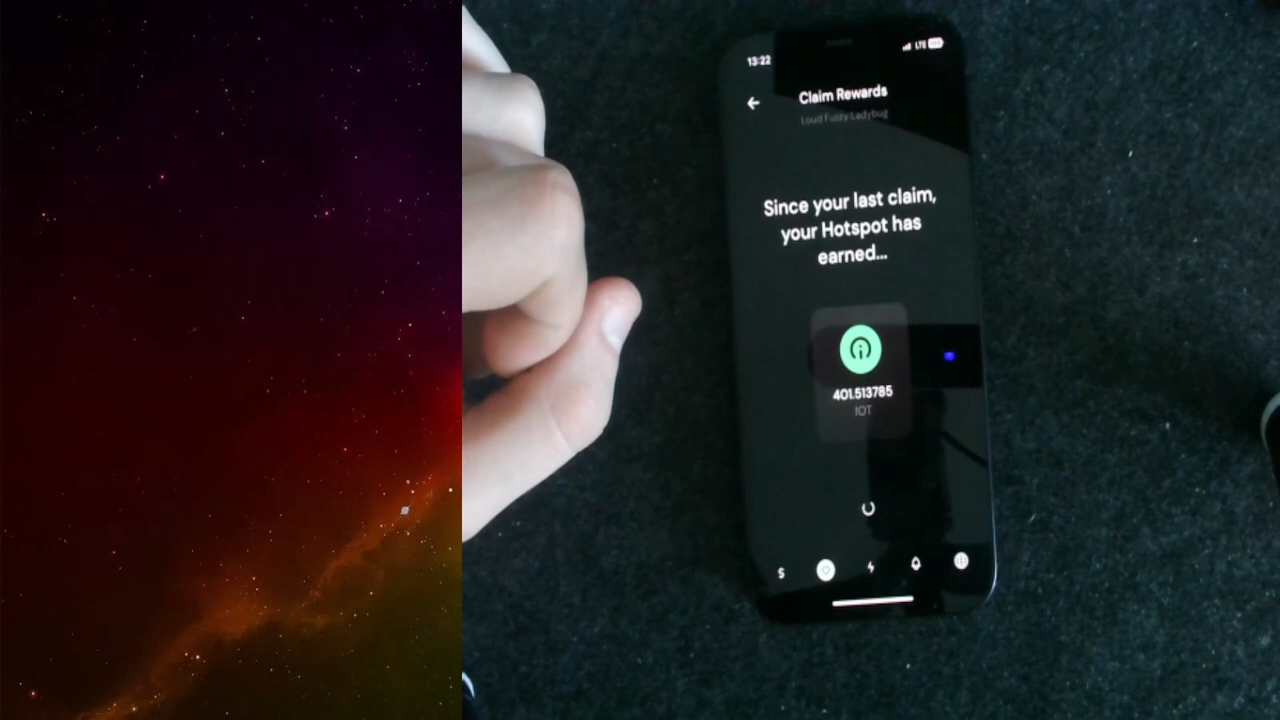 13:22
LTE
Claim Rewards
Loud Fuzzy Ladybug
Since your last claim,
your Hotspot has
earned...
401.513785
IOT
$